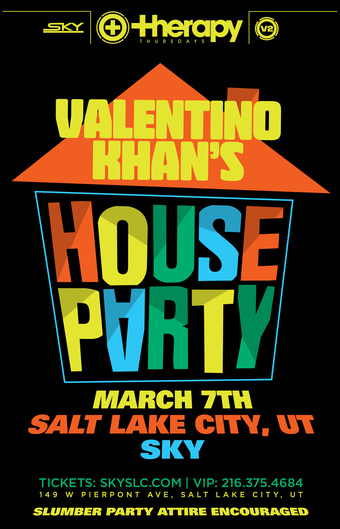 SKY
therapy
THURSDAYS
V2
VALENTINO
KHAN'S
HOUSE
PARTY
MARCH 7TH
SALT LAKE CITY, UT
SKY
TICKETS: SKYSLC.COM | VIP: 216.375.4684
149 W PIERPONT AVE, SALT LAKE CITY, UT
SLUMBER PARTY ATTIRE ENCOURAGED